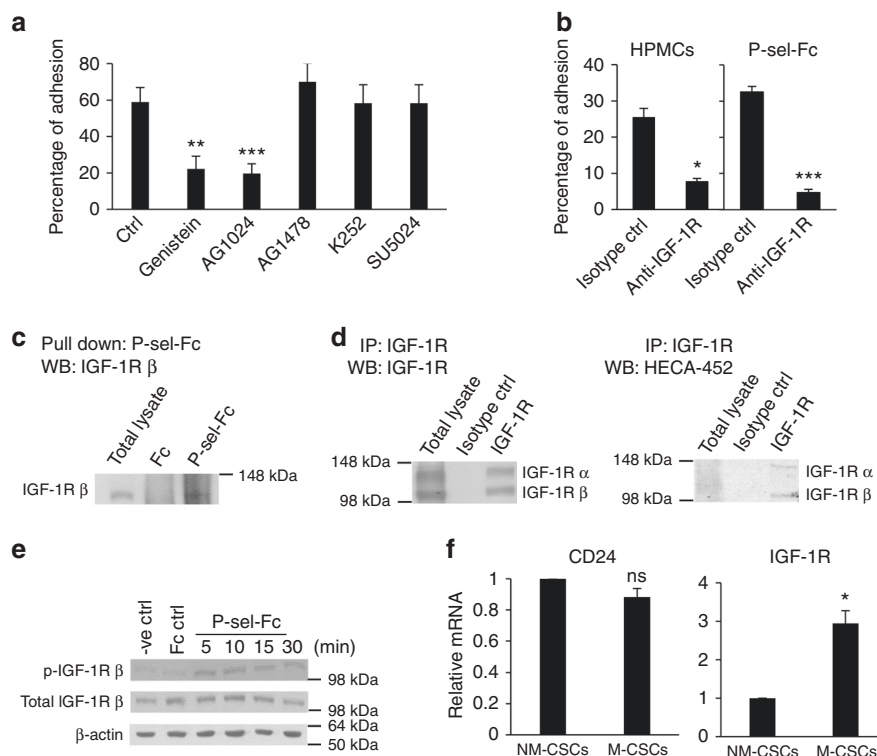 a
Percentage of adhesion
80
60
40
20
0
**
***
Ctrl
Genistein
AG1024
AG1478
K252
SU5024
b
HPMCs
P-sel-Fc
Percentage of adhesion
40
30
20
10
0
*
***
Isotype ctrl
Anti-IGF-1R
Isotype ctrl
Anti-IGF-1R
c
Pull down: P-sel-Fc
WB: IGF-1R β
Total lysate
Fc
P-sel-Fc
148 kDa
IGF-1R β
d
IP: IGF-1R
WB: IGF-1R
Total lysate
Isotype ctrl
IGF-1R
148 kDa
98 kDa
IGF-1R α
IGF-1R β
IP: IGF-1R
WB: HECA-452
Total lysate
Isotype ctrl
IGF-1R
148 kDa
98 kDa
IGF-1R α
IGF-1R β
e
-ve ctrl
Fc ctrl
P-sel-Fc
5 10 15 30 (min)
p-IGF-1R β
98 kDa
Total IGF-1R β
98 kDa
β-actin
64 kDa
50 kDa
f
CD24
Relative mRNA
1
0.8
0.6
0.4
0.2
0
ns
NM-CSCs
M-CSCs
IGF-1R
4
3
2
1
0
*
NM-CSCs
M-CSCs